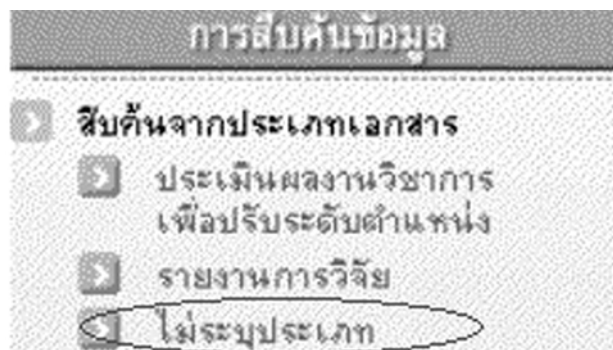 การสืบค้นข้อมูล
สืบค้นจากประเภทเอกสาร
ประเมินผลงานวิชาการ
เพื่อปรับระดับตำแหน่ง
รายงานการวิจัย
ไม่ระบุประเภท